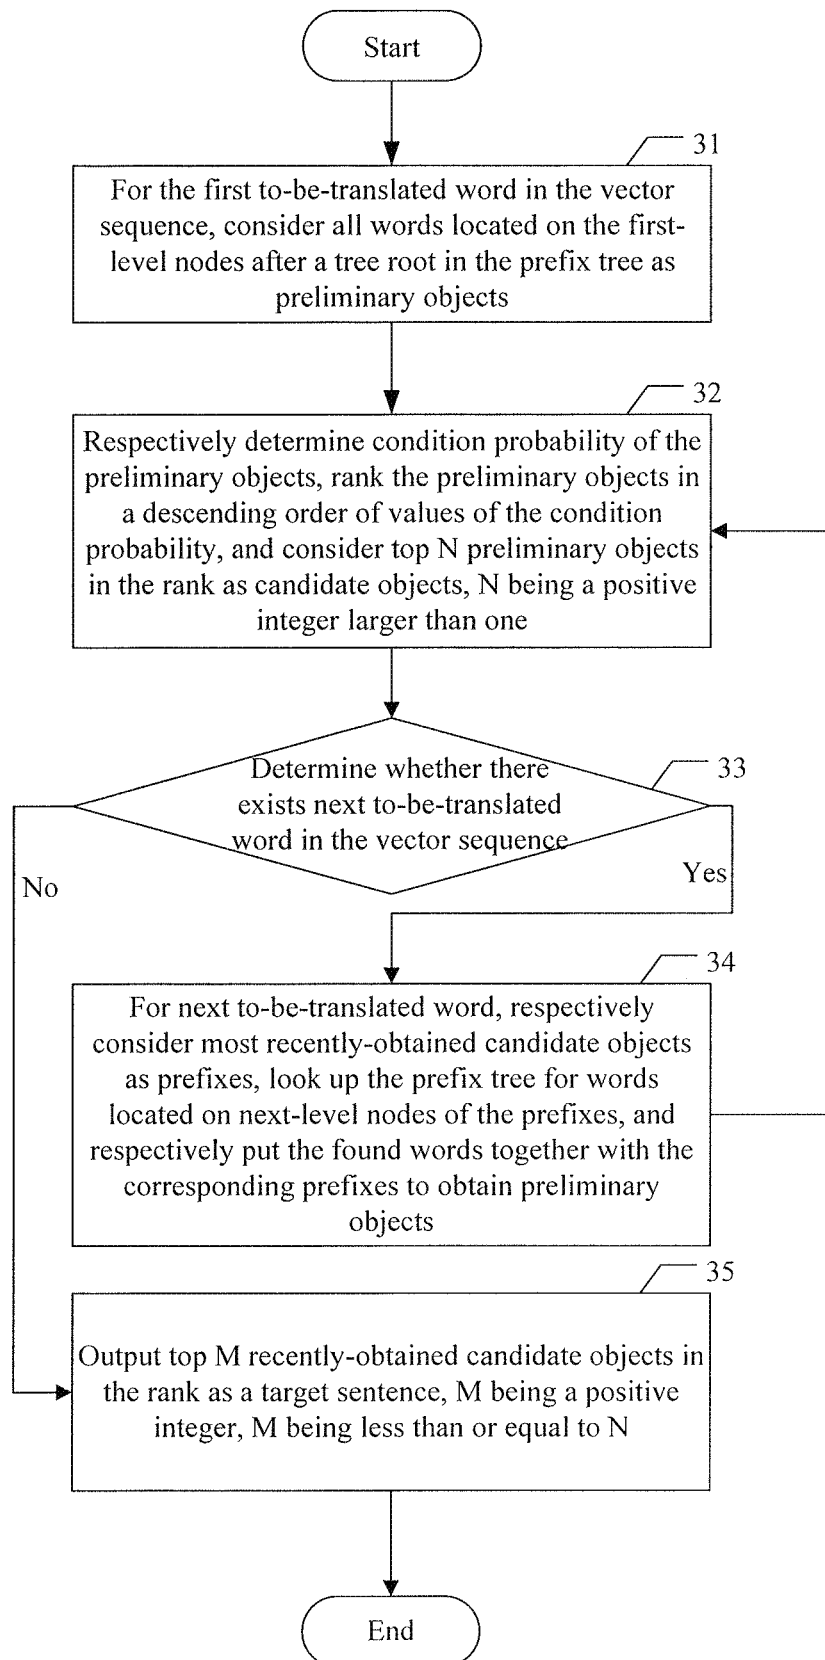 Start
31
For the first to-be-translated word in the vector
sequence, consider all words located on the first-
level nodes after a tree root in the prefix tree as
preliminary objects
32
Respectively determine condition probability of the
preliminary objects, rank the preliminary objects in
a descending order of values of the condition
probability, and consider top N preliminary objects
in the rank as candidate objects, N being a positive
integer larger than one
33
Determine whether there
exists next to-be-translated
word in the vector sequence
No
Yes
34
For next to-be-translated word, respectively
consider most recently-obtained candidate objects
as prefixes, look up the prefix tree for words
located on next-level nodes of the prefixes, and
respectively put the found words together with the
corresponding prefixes to obtain preliminary
objects
35
Output top M recently-obtained candidate objects in
the rank as a target sentence, M being a positive
integer, M being less than or equal to N
End